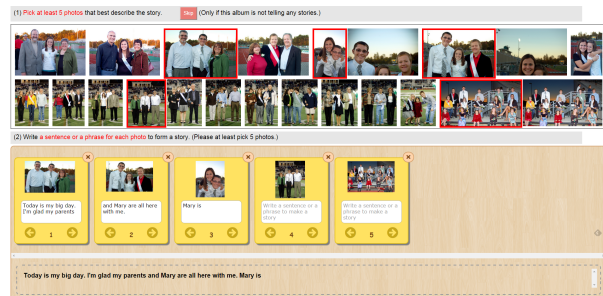 (1) Pick at least 5 photos that best describe the story. Skip (Only if this album is not telling any stories.)
(2) Write a sentence or a phrase for each photo to form a story. (Please at least pick 5 photos.)
Today is my big day.
I'm glad my parents
1
and Mary are all here
with me.
2
Mary is
3
Write a sentence or a
phrase to make a
story
4
Write a sentence or a
phrase to make a
story
5
Today is my big day. I'm glad my parents and Mary are all here with me. Mary is